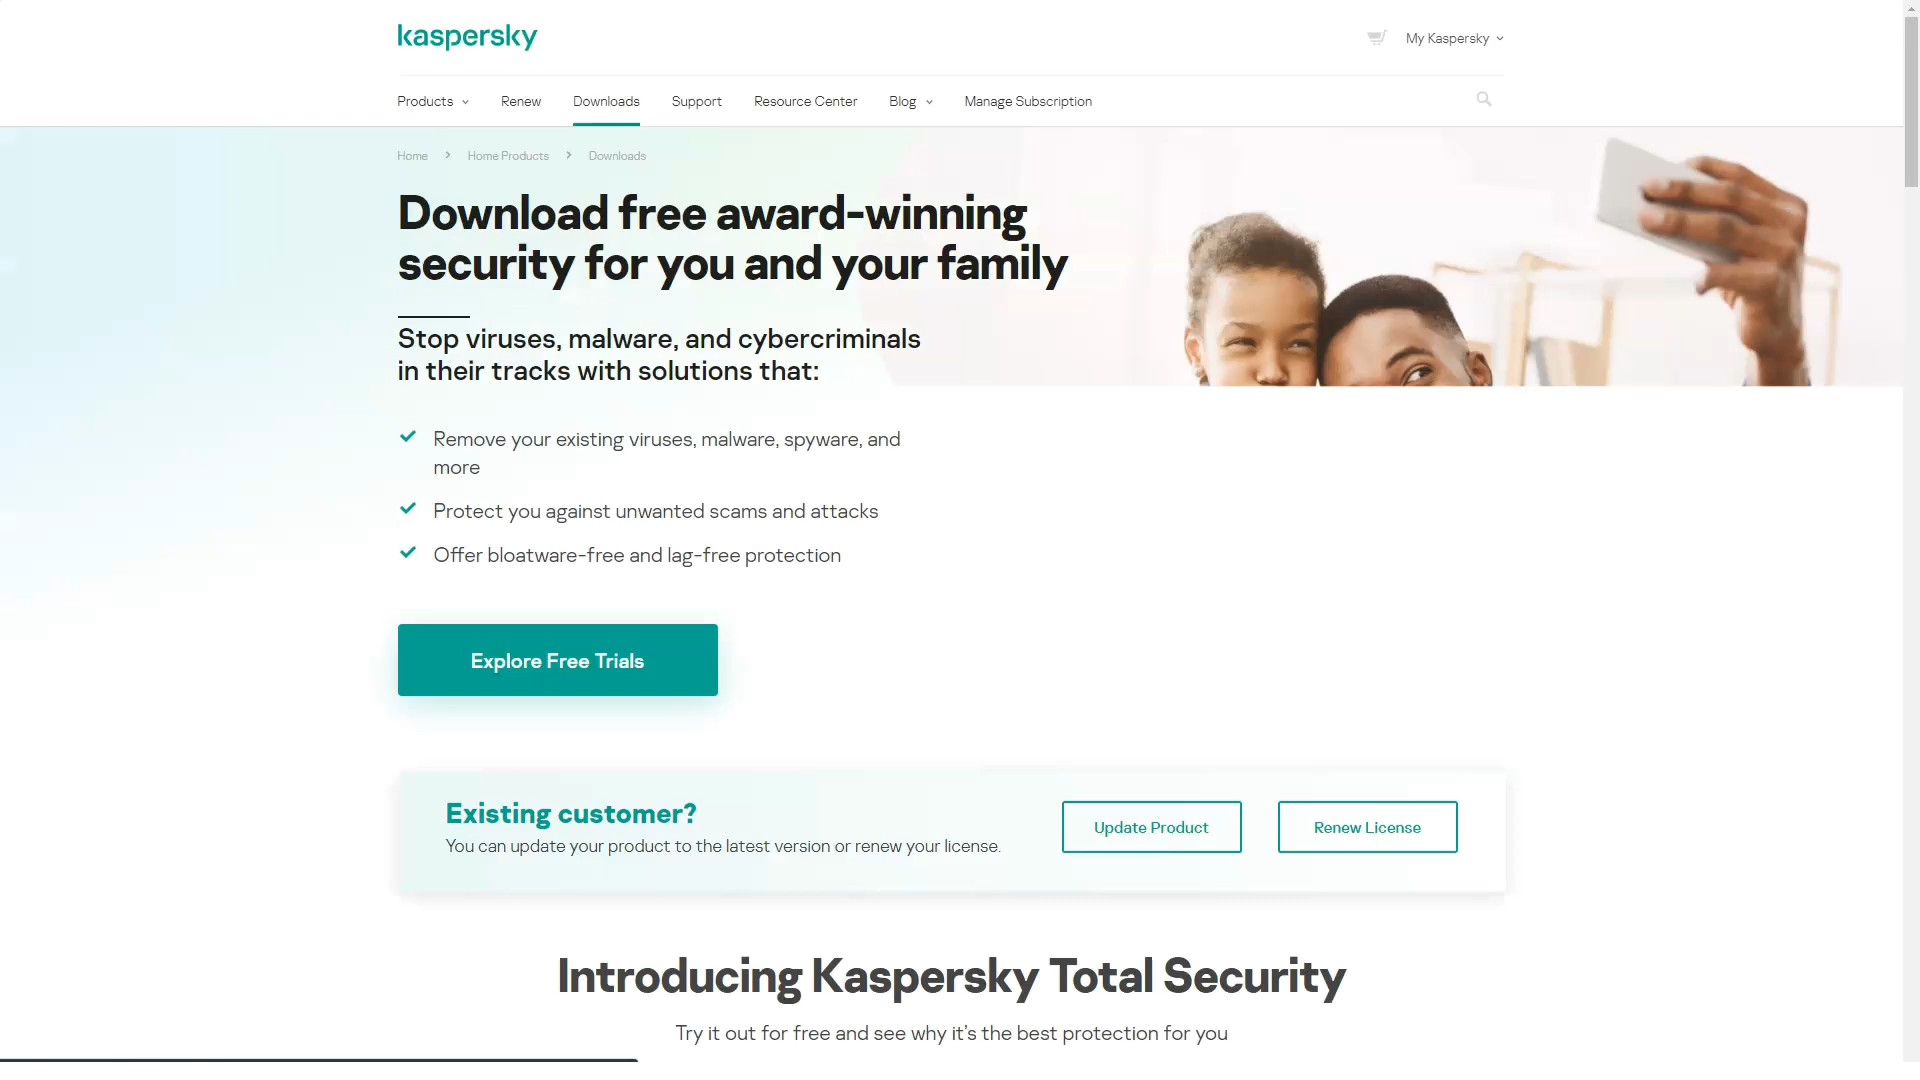 kaspersky
My Kaspersky
Products
Renew
Downloads
Support
Resource Center
Blog
Manage Subscription
Home
Home Products
Downloads
Download free award-winning
security for you and your family
Stop viruses, malware, and cybercriminals
in their tracks with solutions that:
Remove your existing viruses, malware, spyware, and
more
Protect you against unwanted scams and attacks
Offer bloatware-free and lag-free protection
Explore Free Trials
Existing customer?
You can update your product to the latest version or renew your license.
Update Product
Renew License
Introducing Kaspersky Total Security
Try it out for free and see why it's the best protection for you